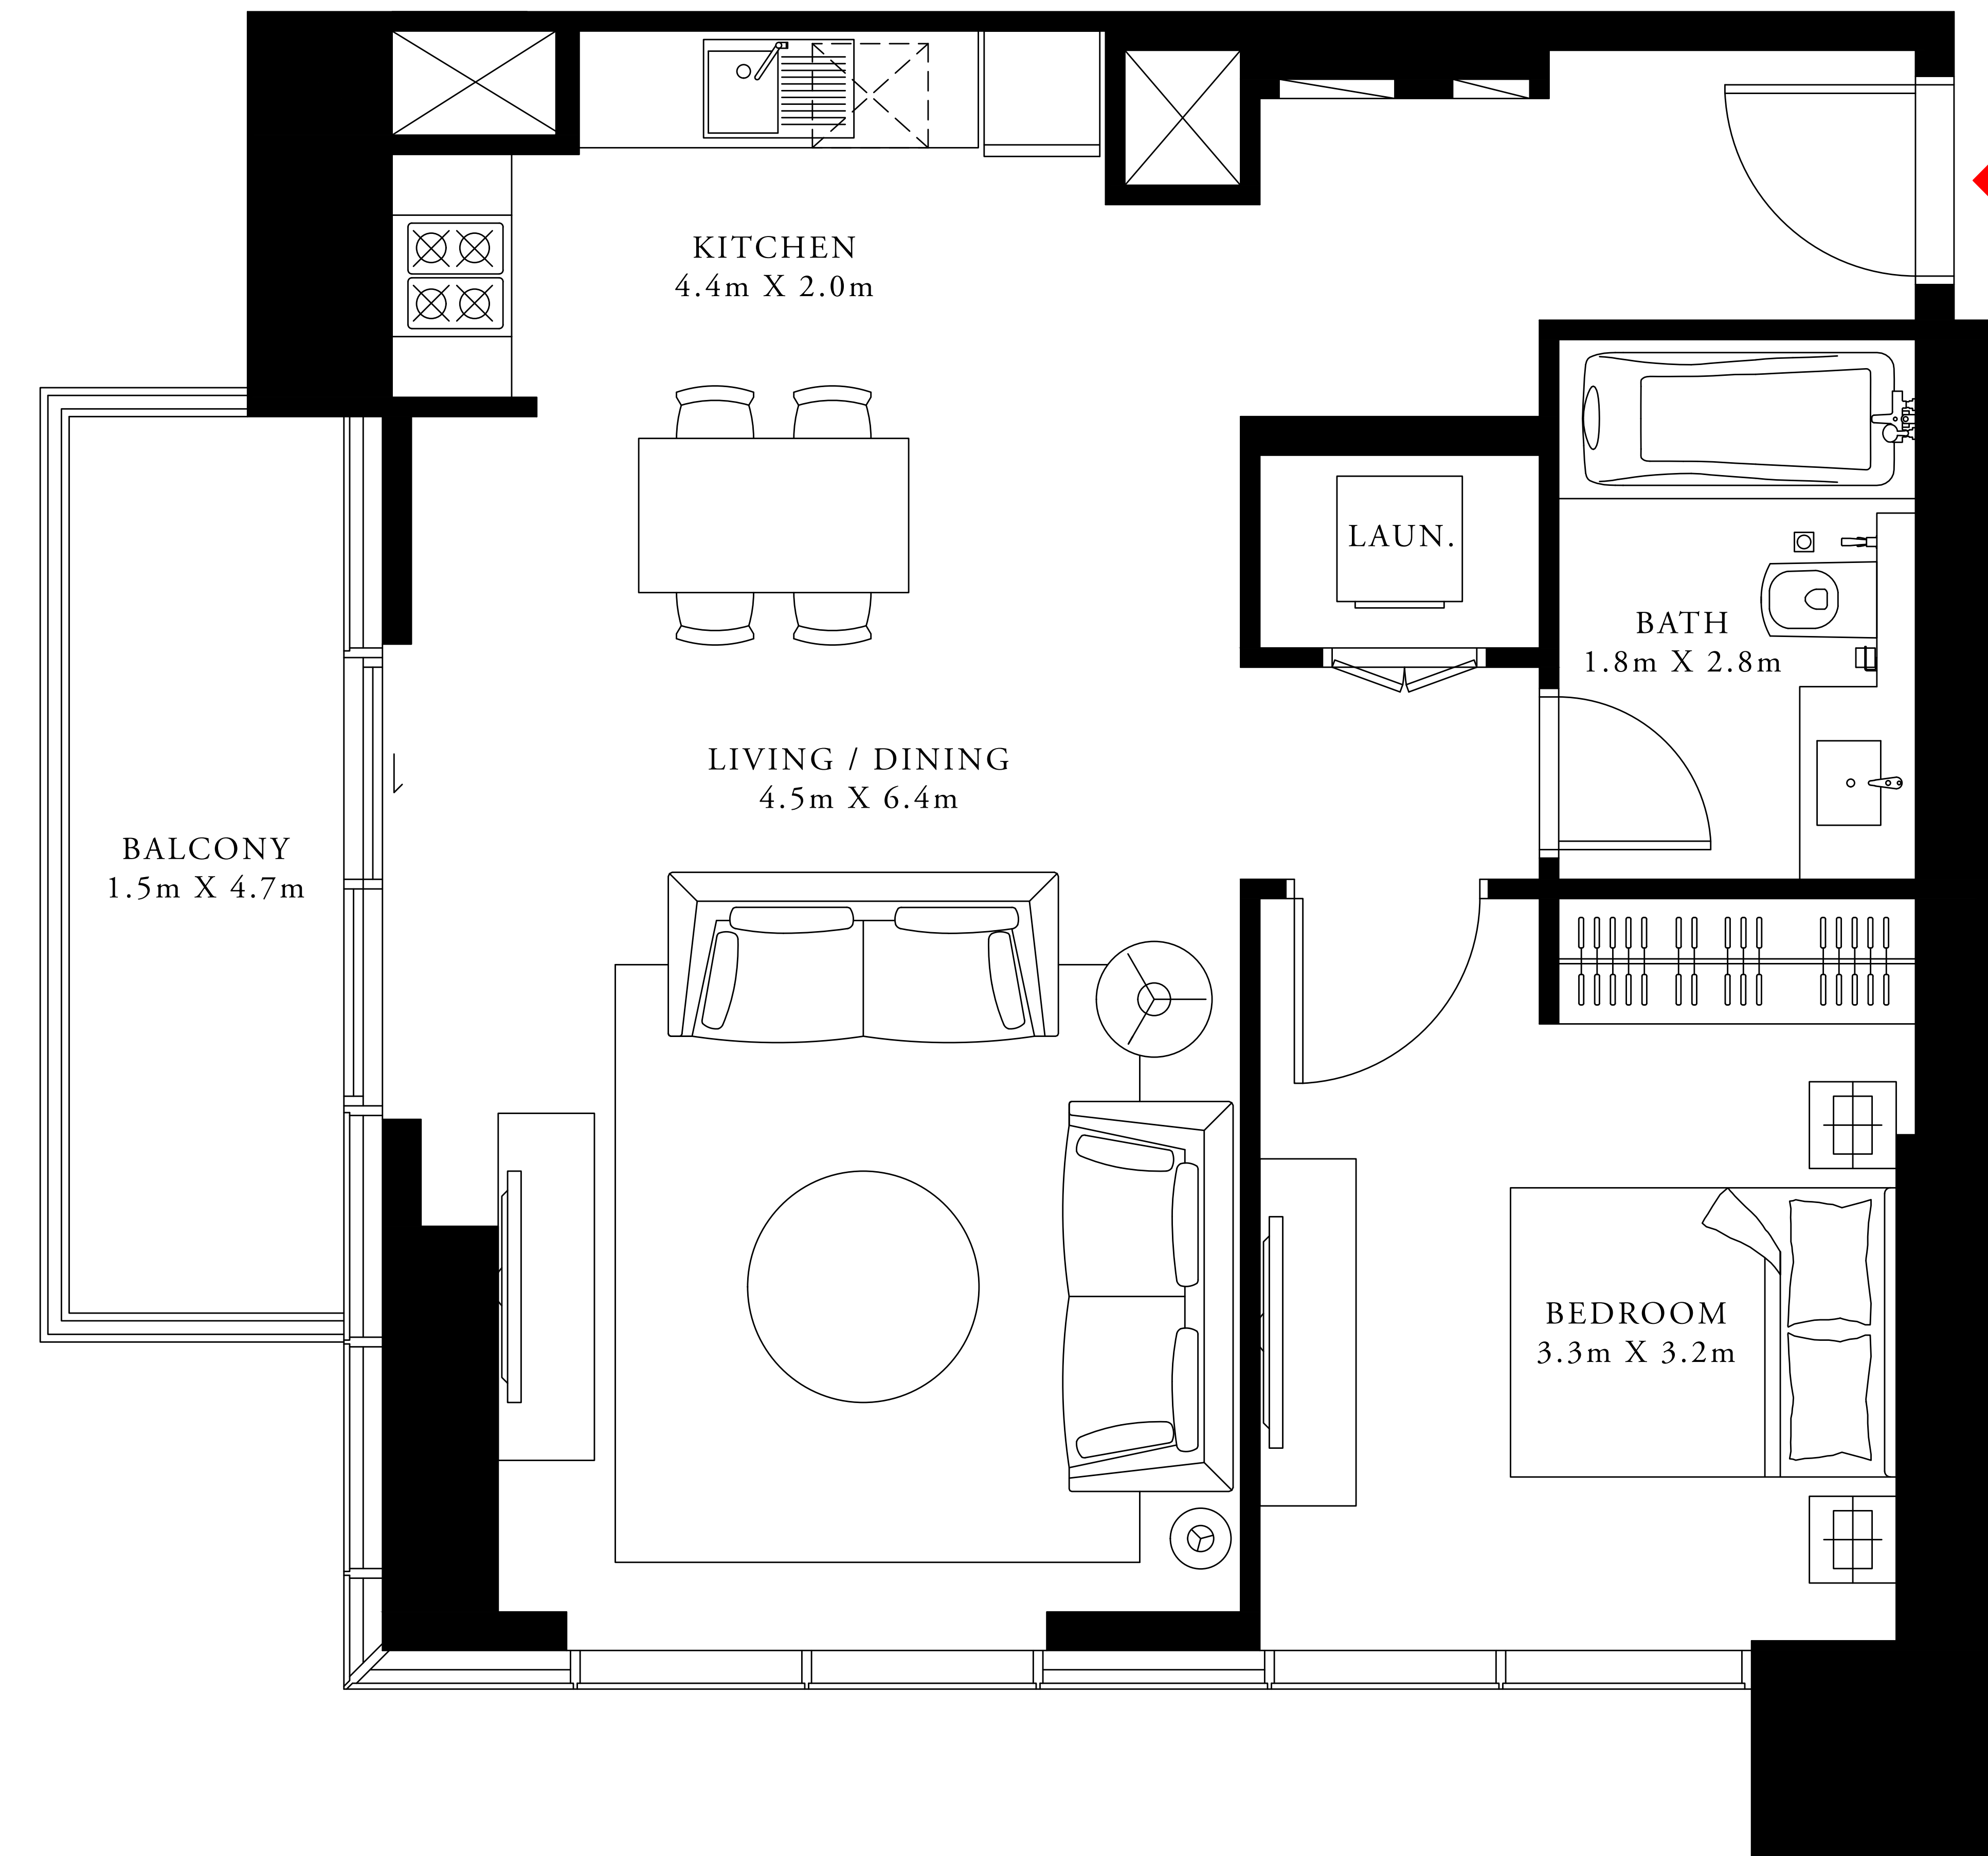 KITCHEN
4.4m X 2.0m
LAUN.
BATH
1.8m X 2.8m
LIVING / DINING
4.5m X 6.4m
BALCONY
1.5m X 4.7m
BEDROOM
3.3m X 3.2m